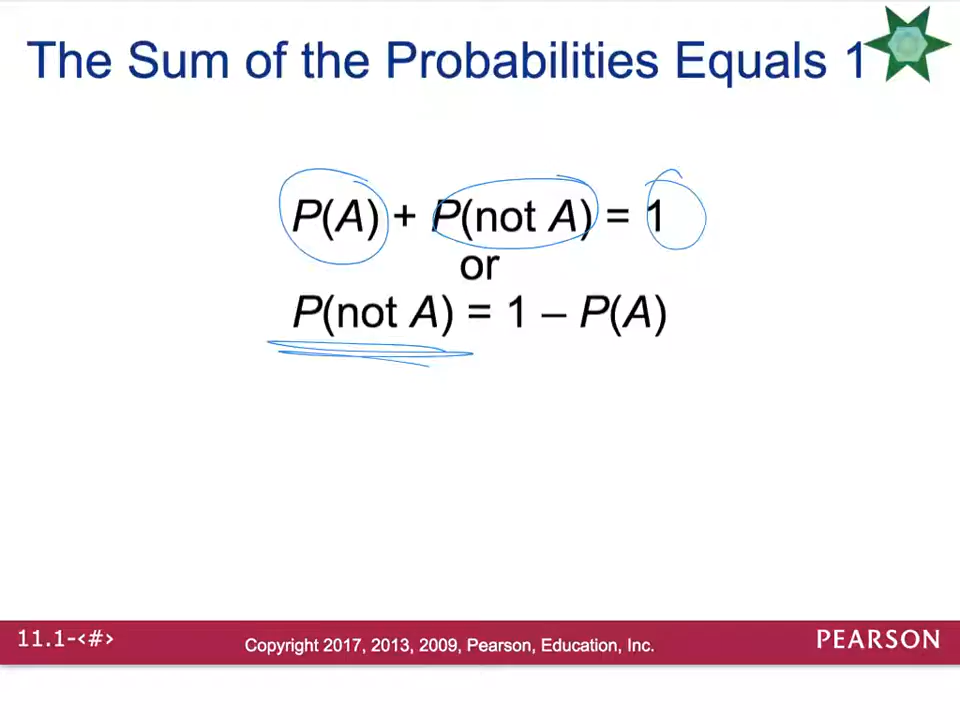 The Sum of the Probabilities Equals 1
P(A) + P(not A) = 1
or
P(not A) = 1 – P(A)
11.1-<#>
Copyright 2017, 2013, 2009, Pearson, Education, Inc.
PEARSON